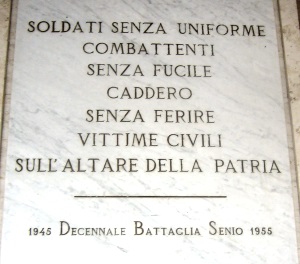 SOLDATI SENZA UNIFORME
COMBATTENTI
SENZA FUCILE
CADDERO
SENZA FERIRE
VITTIME CIVILI
SULL'ALTARE DELLA PATRIA
1945 DECENNALE BATTAGLIA SENIO 1955